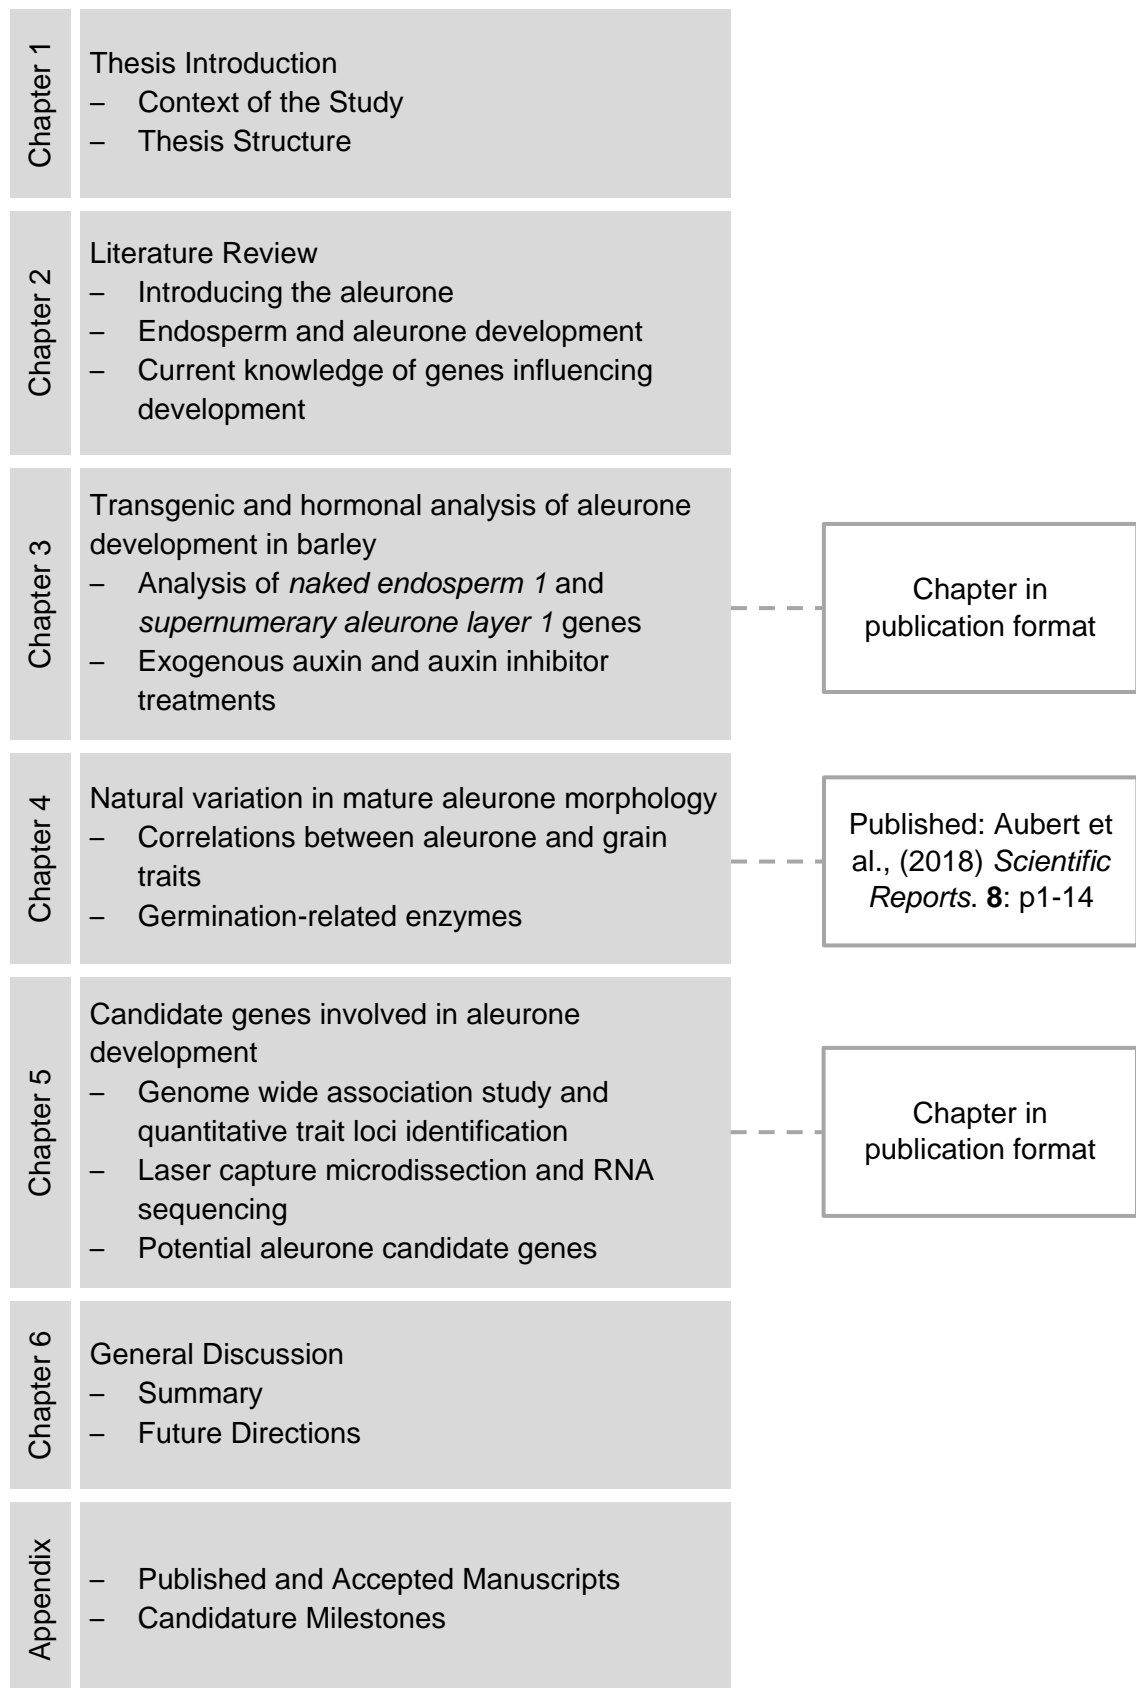 Chapter 1
Thesis Introduction
– Context of the Study
– Thesis Structure
Chapter 2
Literature Review
– Introducing the aleurone
– Endosperm and aleurone development
– Current knowledge of genes influencing
development
Chapter 3
Transgenic and hormonal analysis of aleurone
development in barley
– Analysis of naked endosperm 1 and
supernumerary aleurone layer 1 genes
– Exogenous auxin and auxin inhibitor
treatments
Chapter in
publication format
Chapter 4
Natural variation in mature aleurone morphology
– Correlations between aleurone and grain
traits
– Germination-related enzymes
Published: Aubert et
al., (2018) Scientific
Reports. 8: p1-14
Chapter 5
Candidate genes involved in aleurone
development
– Genome wide association study and
quantitative trait loci identification
– Laser capture microdissection and RNA
sequencing
– Potential aleurone candidate genes
Chapter in
publication format
Chapter 6
General Discussion
– Summary
– Future Directions
Appendix
– Published and Accepted Manuscripts
– Candidature Milestones